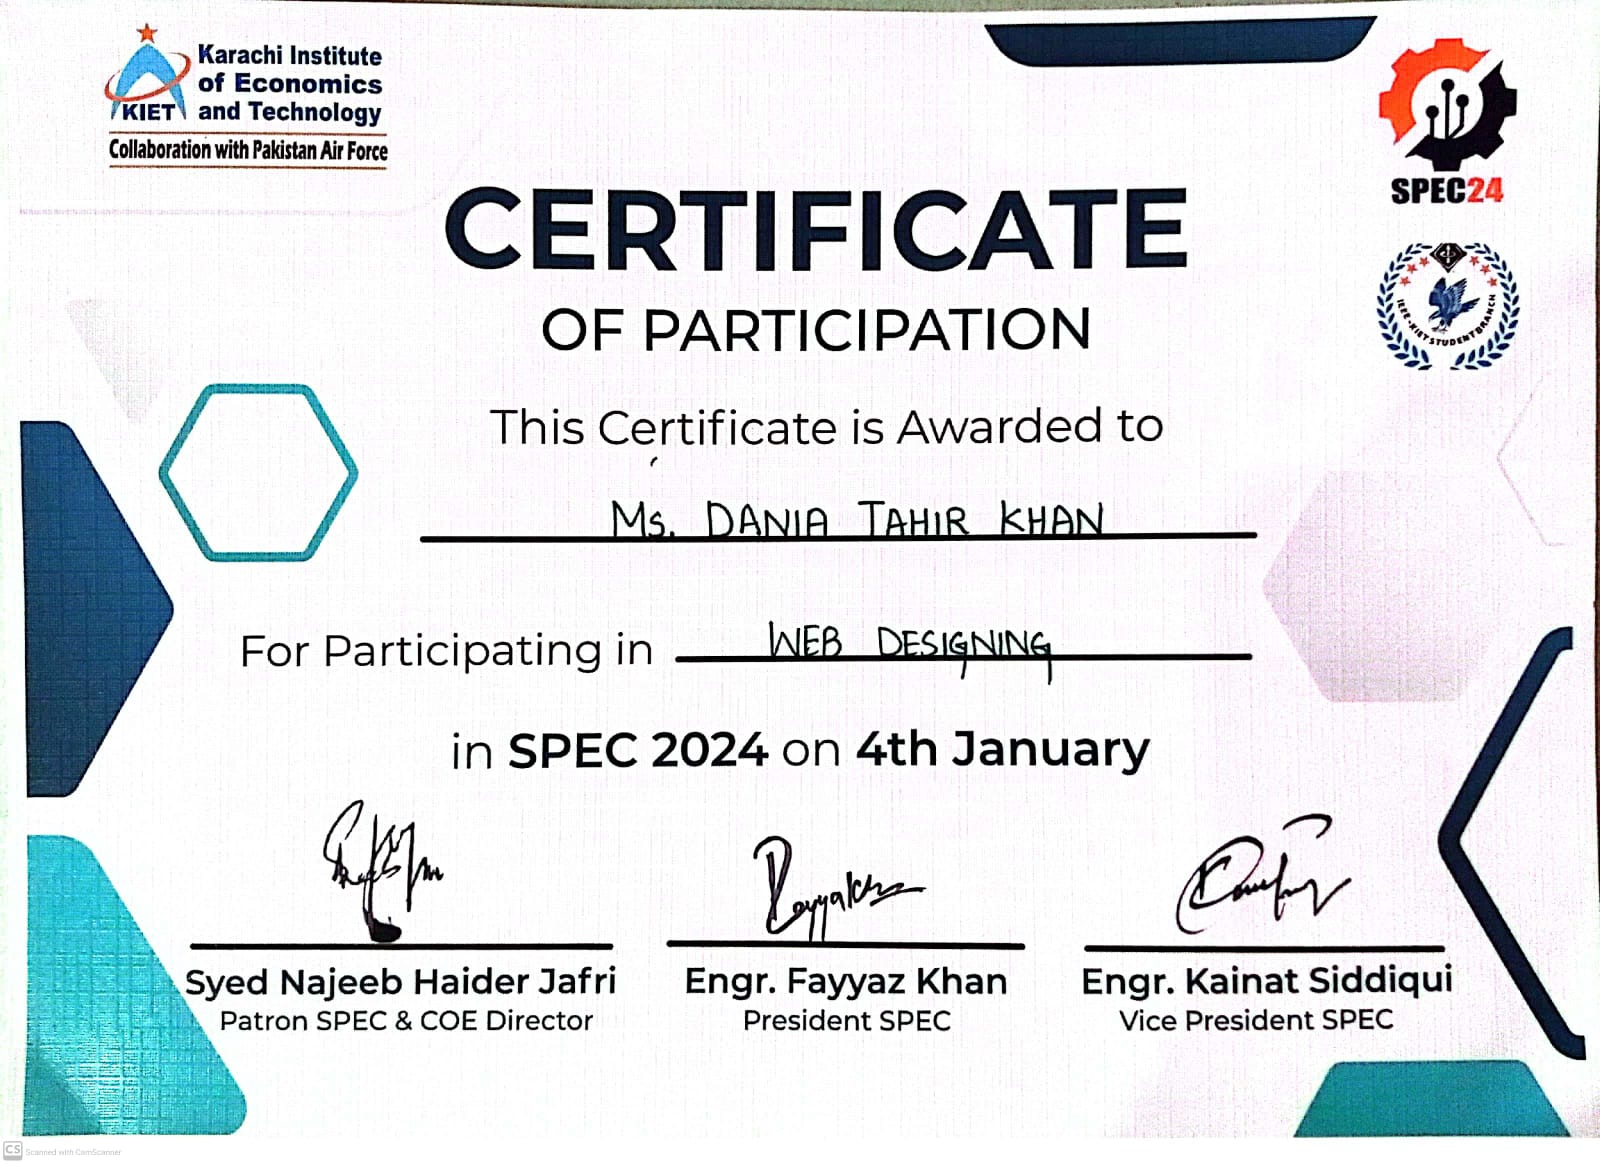 Karachi Institute
of Economics
and Technology
KIET
Collaboration with Pakistan Air Force
SPEC24
IEEE-KIET STUDENT BRANCH
CERTIFICATE
OF PARTICIPATION
This Certificate is Awarded to
Ms. DANIA TAHIR KHAN
For Participating in WEB DESIGNING
in SPEC 2024 on 4th January
Syed Najeeb Haider Jafri
Patron SPEC & COE Director
Engr. Fayyaz Khan
President SPEC
Engr. Kainat Siddiqui
Vice President SPEC
CS Scanned with CamScanner